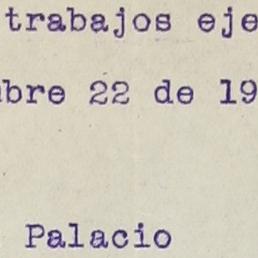 trabajos eje
bre 22 de 19
Palacio